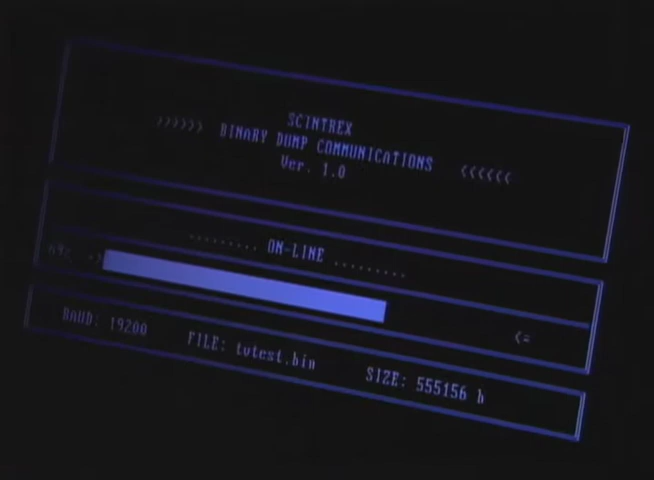 SCINTREX
>>>>>> BINARY DUMP COMMUNICATIONS <<<<<<
Ver. 1.0
......... ON-LINE .........
<=
BAUD: 19200 FILE: tvtest.bin SIZE: 555156 b